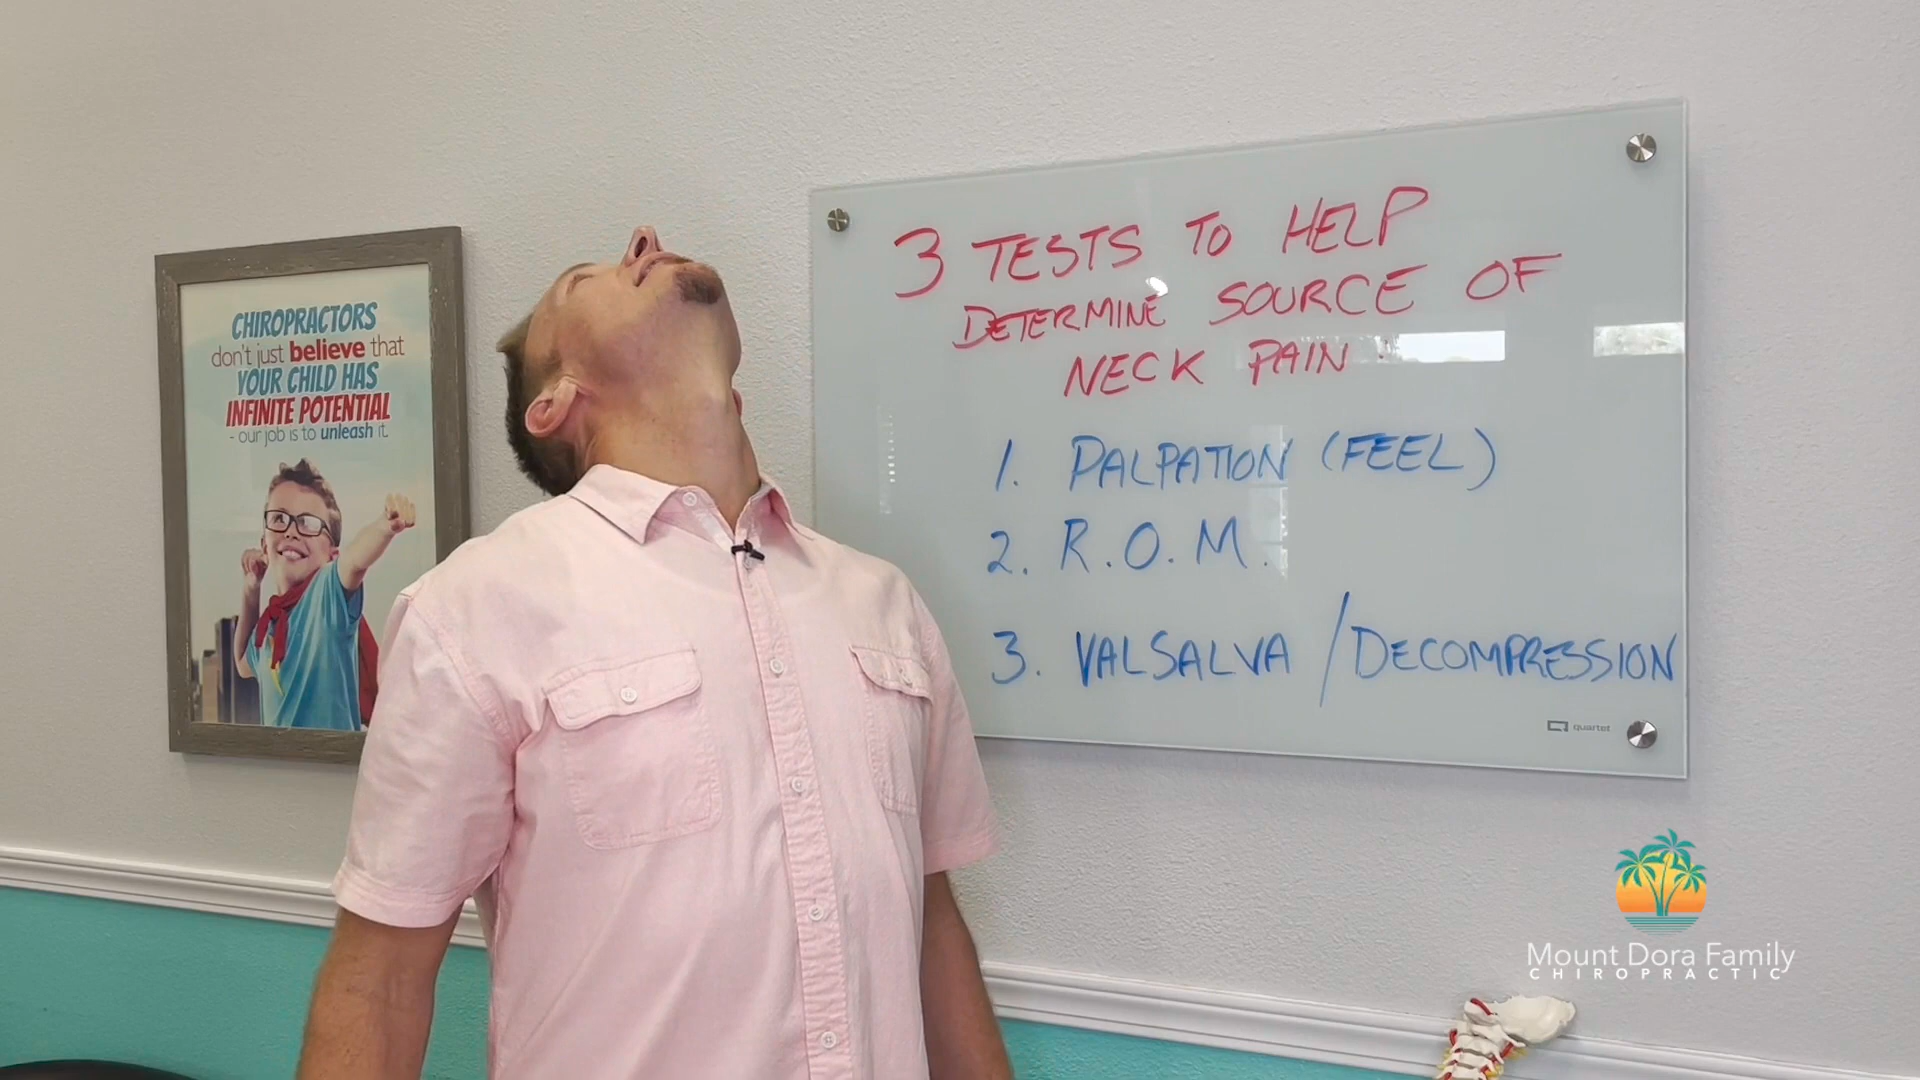 CHIROPRACTORS
don't just believe that
YOUR CHILD HAS
INFINITE POTENTIAL
- our job is to unleash it.
3 TESTS TO HELP
DETERMINE SOURCE OF
NECK PAIN.
1. PALPATION (FEEL)
2. R.O.M.
3. VALSALVA / DECOMPRESSION
quartet
Mount Dora Family
CHIROPRACTIC